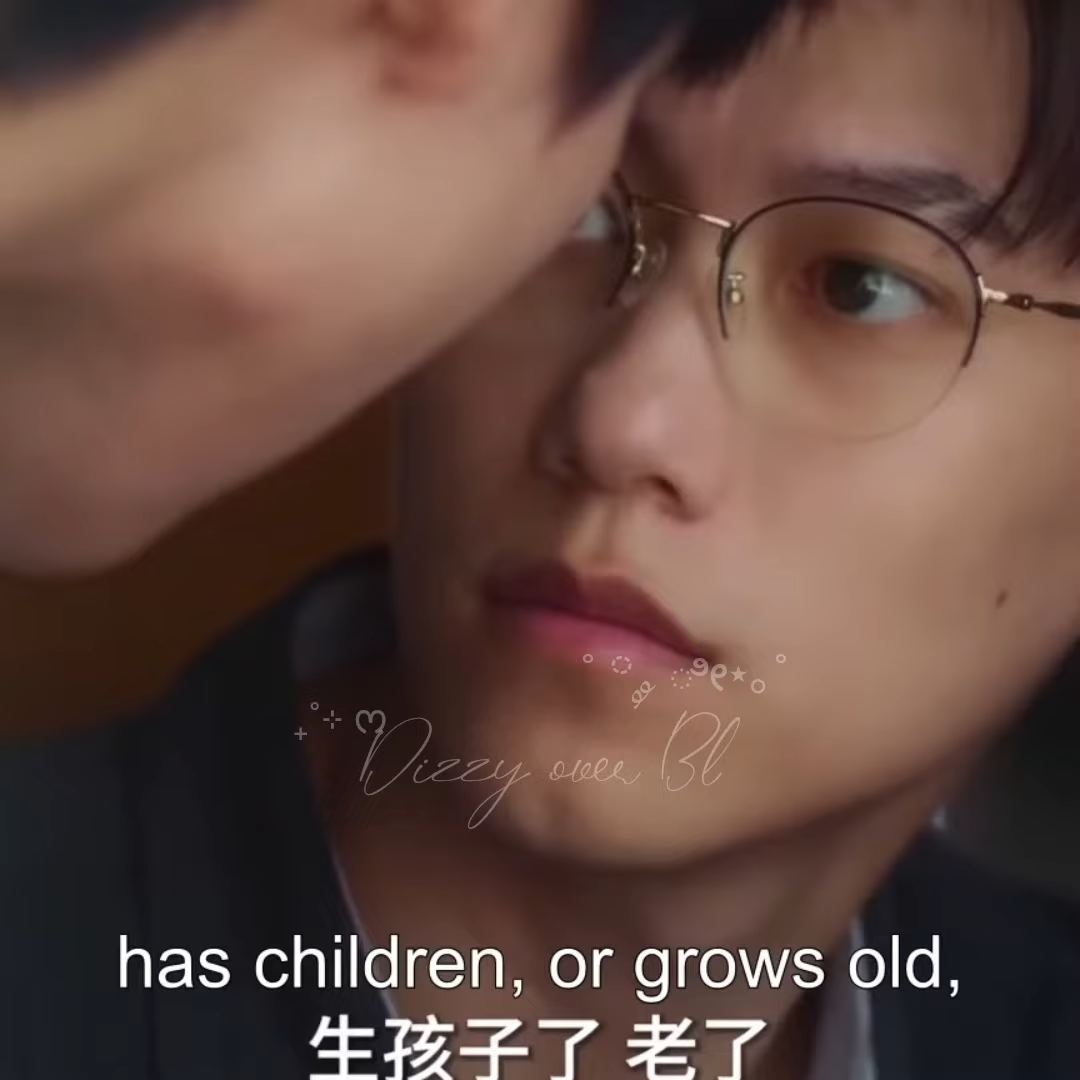 Dizzy over Bl
has children, or grows old,
生孩子了 老了